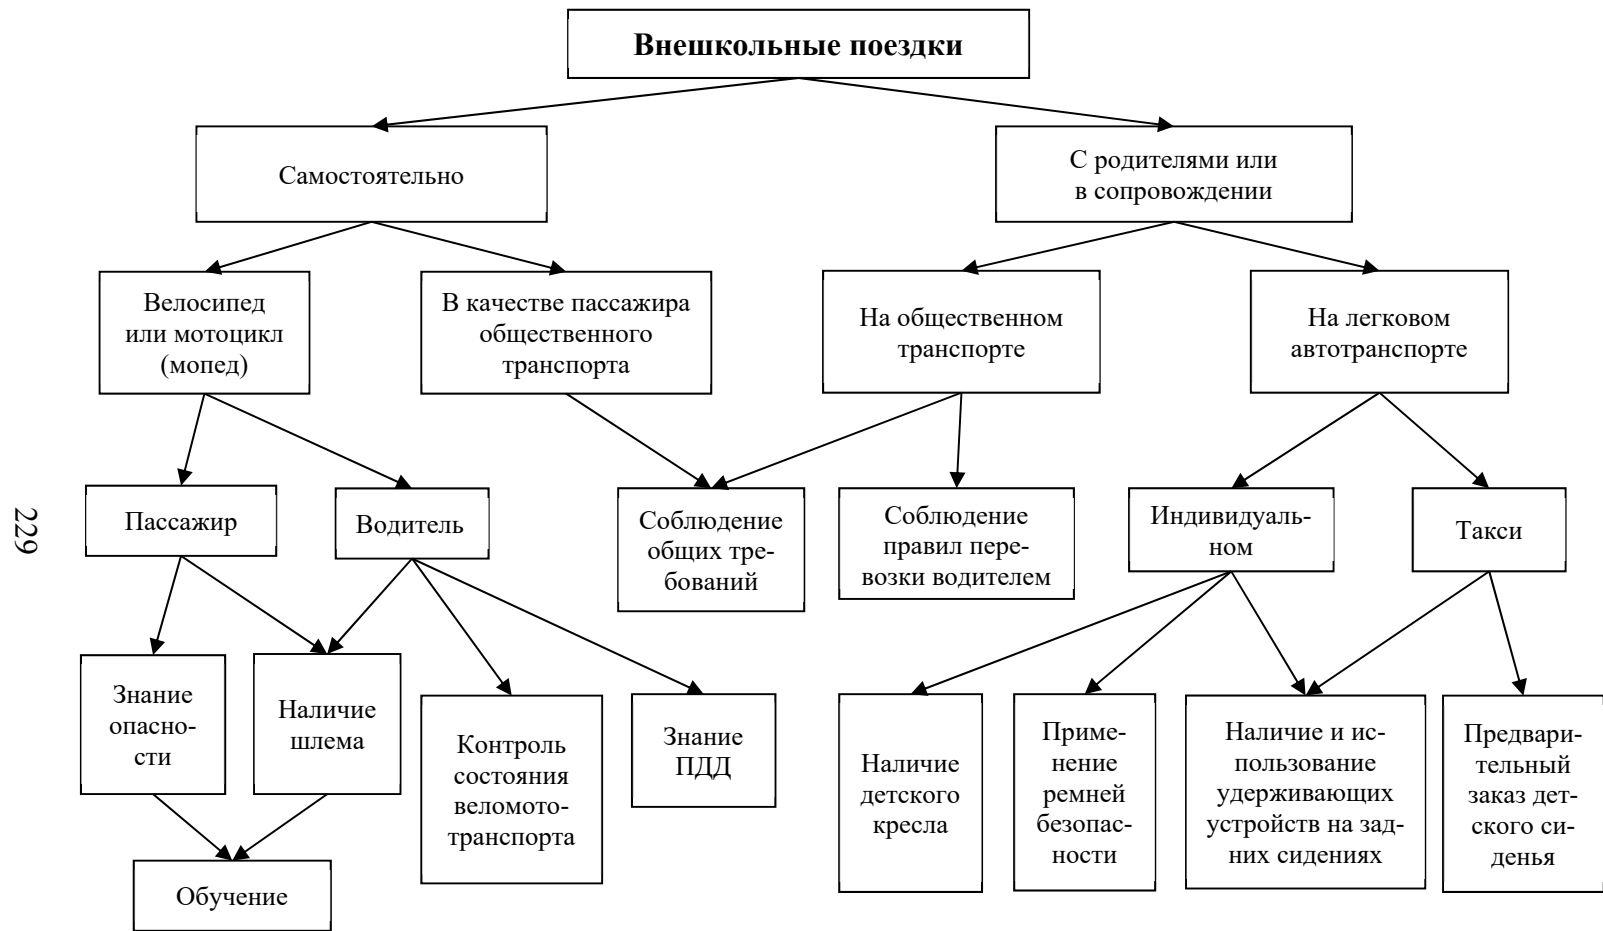 Внешкольные поездки
Самостоятельно
С родителями или
в сопровождении
Велосипед
или мотоцикл
(мопед)
В качестве пассажира
общественного
транспорта
На общественном
транспорте
На легковом
автотранспорте
Пассажир
Водитель
Соблюдение
общих тре-
бований
Соблюдение
правил пере-
возки водителем
Индивидуаль-
ном
Такси
229
Знание
опасно-
сти
Наличие
шлема
Контроль
состояния
веломото-
транспорта
Знание
ПДД
Наличие
детского
кресла
Приме-
нение
ремней
безопас-
ности
Наличие и ис-
пользование
удерживающих
устройств на зад-
них сидениях
Предвари-
тельный
заказ дет-
ского си-
денья
Обучение